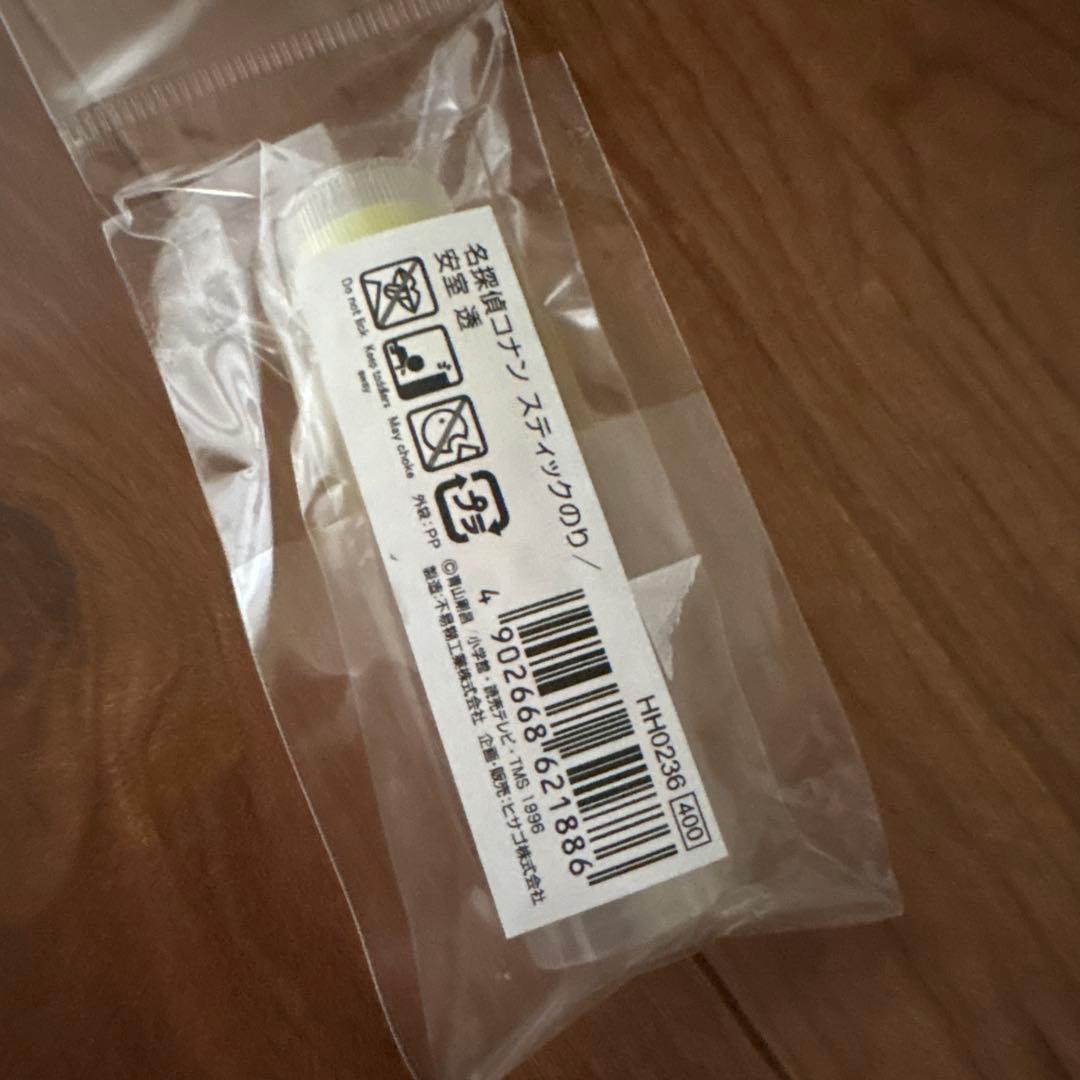 名探偵コナン スティックのり/
安室 透
Do not lick
Keep toddlers away
May choke
プラ
外袋:PP
4 902668 621886
HH0236 400
©青山剛昌/小学館・読売テレビ・TMS 1996
製造:不易糊工業株式会社 企画・販売:ヒサゴ株式会社